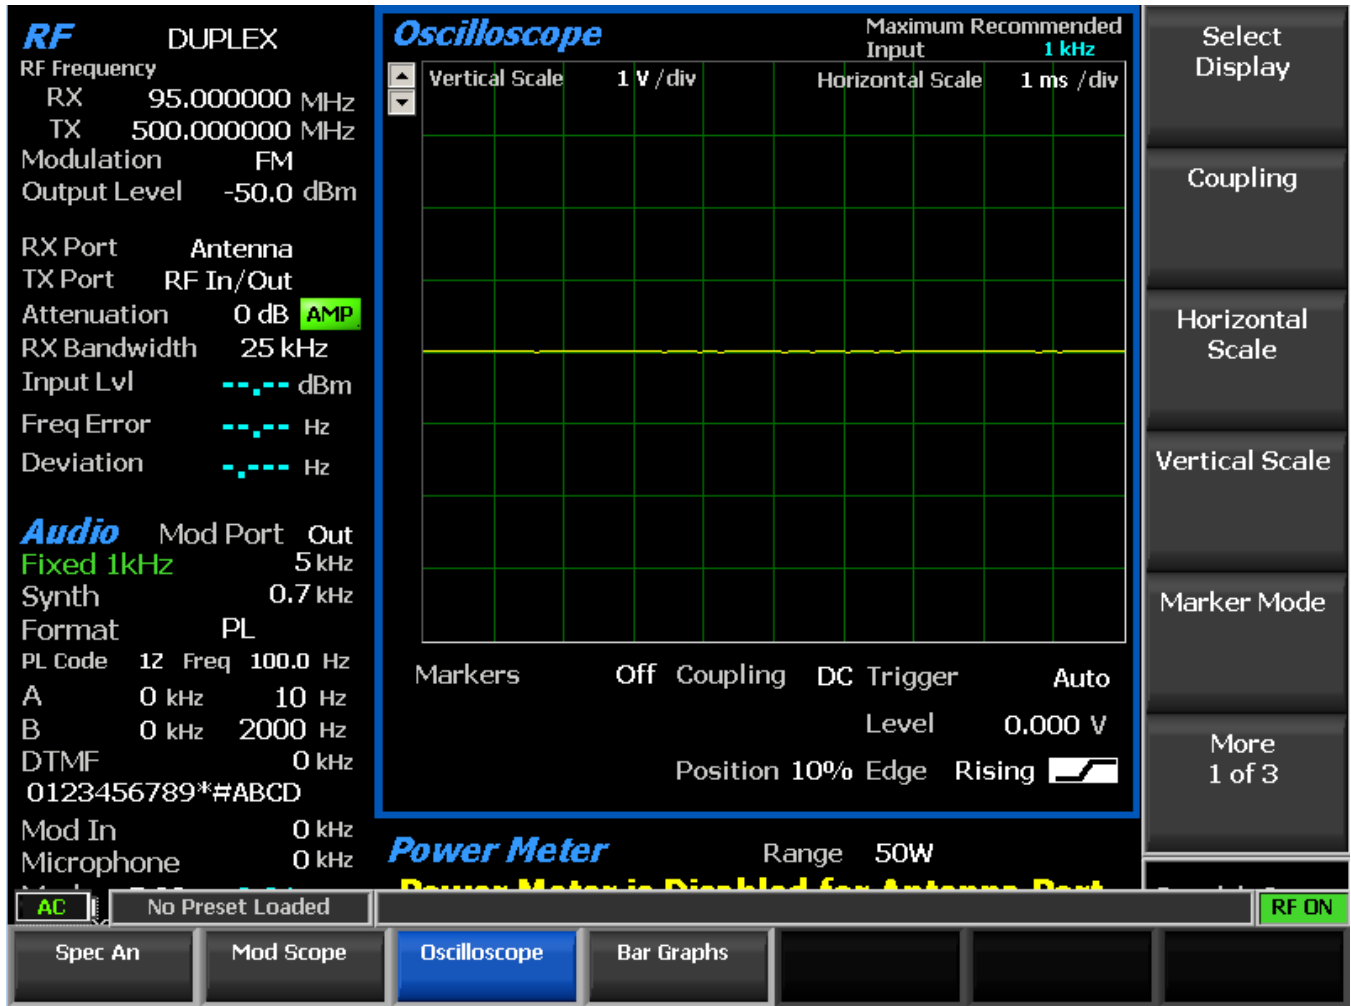 RF DUPLEX
RF Frequency
RX 95.000000 MHz
TX 500.000000 MHz
Modulation FM
Output Level -50.0 dBm
RX Port Antenna
TX Port RF In/Out
Attenuation 0 dB AMP
RX Bandwidth 25 kHz
Input Lvl --.-- dBm
Freq Error --.-- Hz
Deviation -.--- Hz
Audio Mod Port Out
Fixed 1kHz 5 kHz
Synth 0.7 kHz
Format PL
PL Code 1Z Freq 100.0 Hz
A 0 kHz 10 Hz
B 0 kHz 2000 Hz
DTMF 0 kHz
0123456789*#ABCD
Mod In 0 kHz
Microphone 0 kHz
Oscilloscope
Maximum Recommended
Input 1 kHz
Vertical Scale 1 V /div Horizontal Scale 1 ms /div
Markers Off Coupling DC Trigger Auto
Level 0.000 V
Position 10% Edge Rising
Power Meter Range 50W
Power Meter is Disabled for Antenna Port
Select
Display
Coupling
Horizontal
Scale
Vertical Scale
Marker Mode
More
1 of 3
AC No Preset Loaded RF ON
Spec An Mod Scope Oscilloscope Bar Graphs